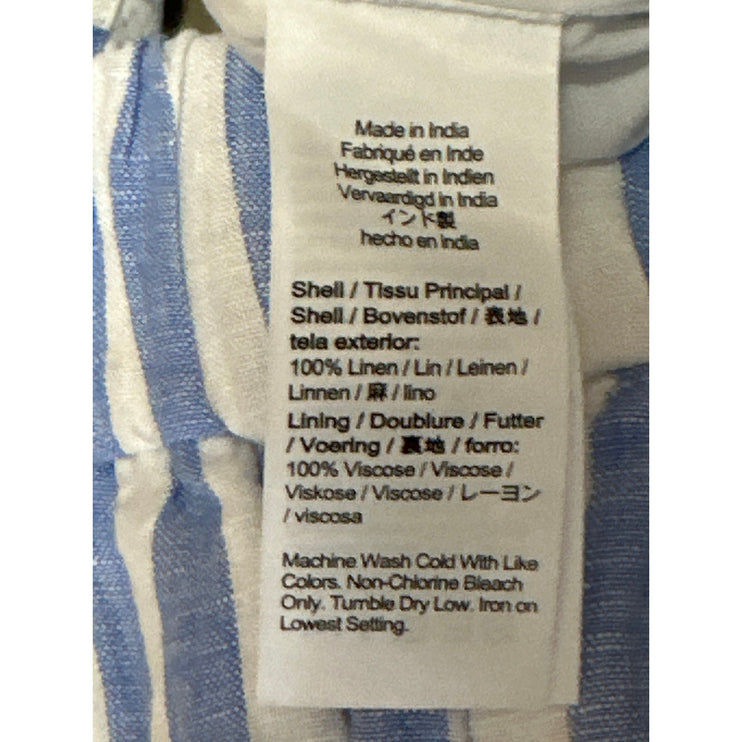 Made in India
Fabriqué en Inde
Hergestellt in Indien
Vervaardigd in India
インド製
hecho en India
Shell / Tissu Principal /
Shell / Bovenstof / 表地 /
tela exterior:
100% Linen / Lin / Leinen /
Linnen / 麻 / lino
Lining / Doublure / Futter
/ Voering / 裏地 / forro:
100% Viscose / Viscose /
Viskose / Viscose / レーヨン
/ viscosa
Machine Wash Cold With Like
Colors. Non-Chlorine Bleach
Only. Tumble Dry Low. Iron on
Lowest Setting.